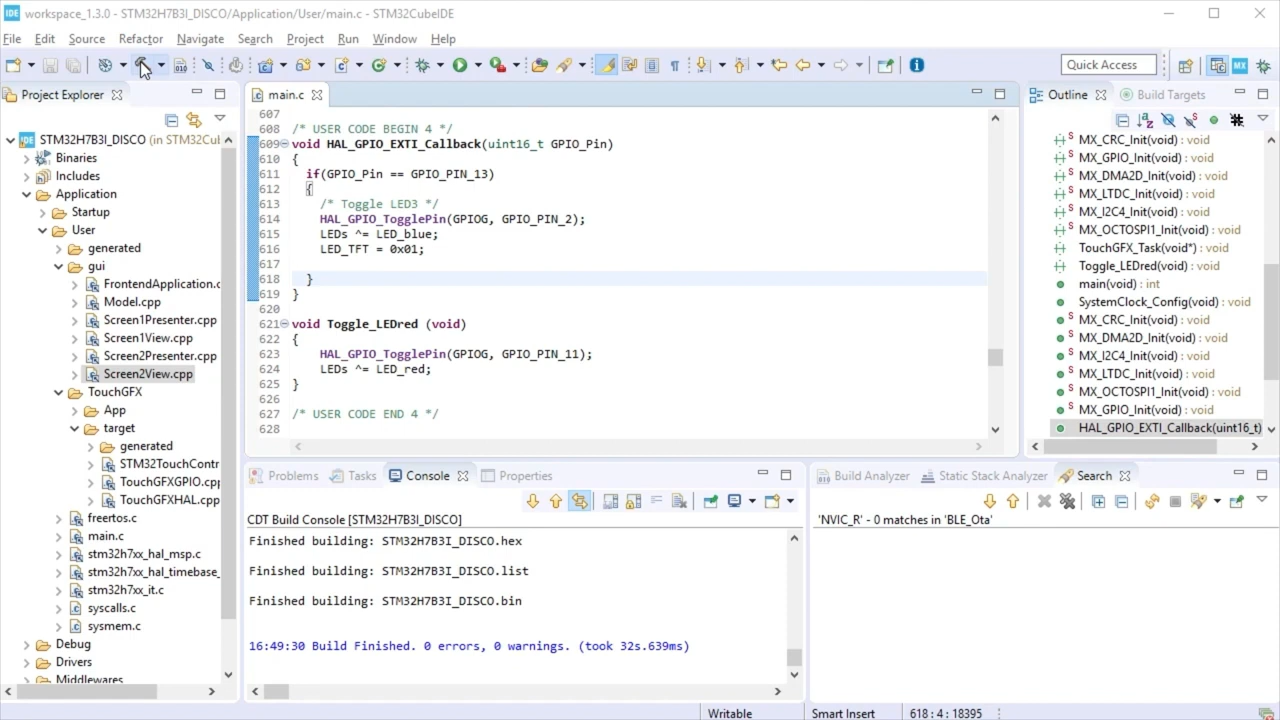 IDE workspace_1.3.0 - STM32H7B3I_DISCO/Application/User/main.c - STM32CubeIDE
File Edit Source Refactor Navigate Search Project Run Window Help
010
Quick Access
MX
Project Explorer
IDE STM32H7B3I_DISCO (in STM32Cul
Binaries
Includes
Application
Startup
User
generated
gui
FrontendApplication.c
Model.cpp
Screen1Presenter.cpp
Screen1View.cpp
Screen2Presenter.cpp
Screen2View.cpp
TouchGFX
App
target
generated
STM32TouchContr
TouchGFXGPIO.cpp
TouchGFXHAL.cpp
freertos.c
main.c
stm32h7xx_hal_msp.c
stm32h7xx_hal_timebase_
stm32h7xx_it.c
syscalls.c
sysmem.c
Debug
Drivers
Middlewares
main.c
607
608 /* USER CODE BEGIN 4 */
609 void HAL_GPIO_EXTI_Callback(uint16_t GPIO_Pin)
610 {
611 if(GPIO_Pin == GPIO_PIN_13)
612 {
613 /* Toggle LED3 */
614 HAL_GPIO_TogglePin(GPIOG, GPIO_PIN_2);
615 LEDs ^= LED_blue;
616 LED_TFT = 0x01;
617
618 }
619 }
620
621 void Toggle_LEDred (void)
622 {
623 HAL_GPIO_TogglePin(GPIOG, GPIO_PIN_11);
624 LEDs ^= LED_red;
625 }
626
627 /* USER CODE END 4 */
628
Outline Build Targets
MX_CRC_Init(void) : void
MX_GPIO_Init(void) : void
MX_DMA2D_Init(void) : void
MX_LTDC_Init(void) : void
MX_I2C4_Init(void) : void
MX_OCTOSPI1_Init(void) : void
TouchGFX_Task(void*) : void
Toggle_LEDred(void) : void
main(void) : int
SystemClock_Config(void) : void
MX_CRC_Init(void) : void
MX_DMA2D_Init(void) : void
MX_I2C4_Init(void) : void
MX_LTDC_Init(void) : void
MX_OCTOSPI1_Init(void) : void
MX_GPIO_Init(void) : void
HAL_GPIO_EXTI_Callback(uint16_t)
Problems Tasks Console Properties
CDT Build Console [STM32H7B3I_DISCO]
Finished building: STM32H7B3I_DISCO.hex
Finished building: STM32H7B3I_DISCO.list
Finished building: STM32H7B3I_DISCO.bin
16:49:30 Build Finished. 0 errors, 0 warnings. (took 32s.639ms)
Build Analyzer Static Stack Analyzer Search
'NVIC_R' - 0 matches in 'BLE_Ota'
Writable Smart Insert 618 : 4 : 18395